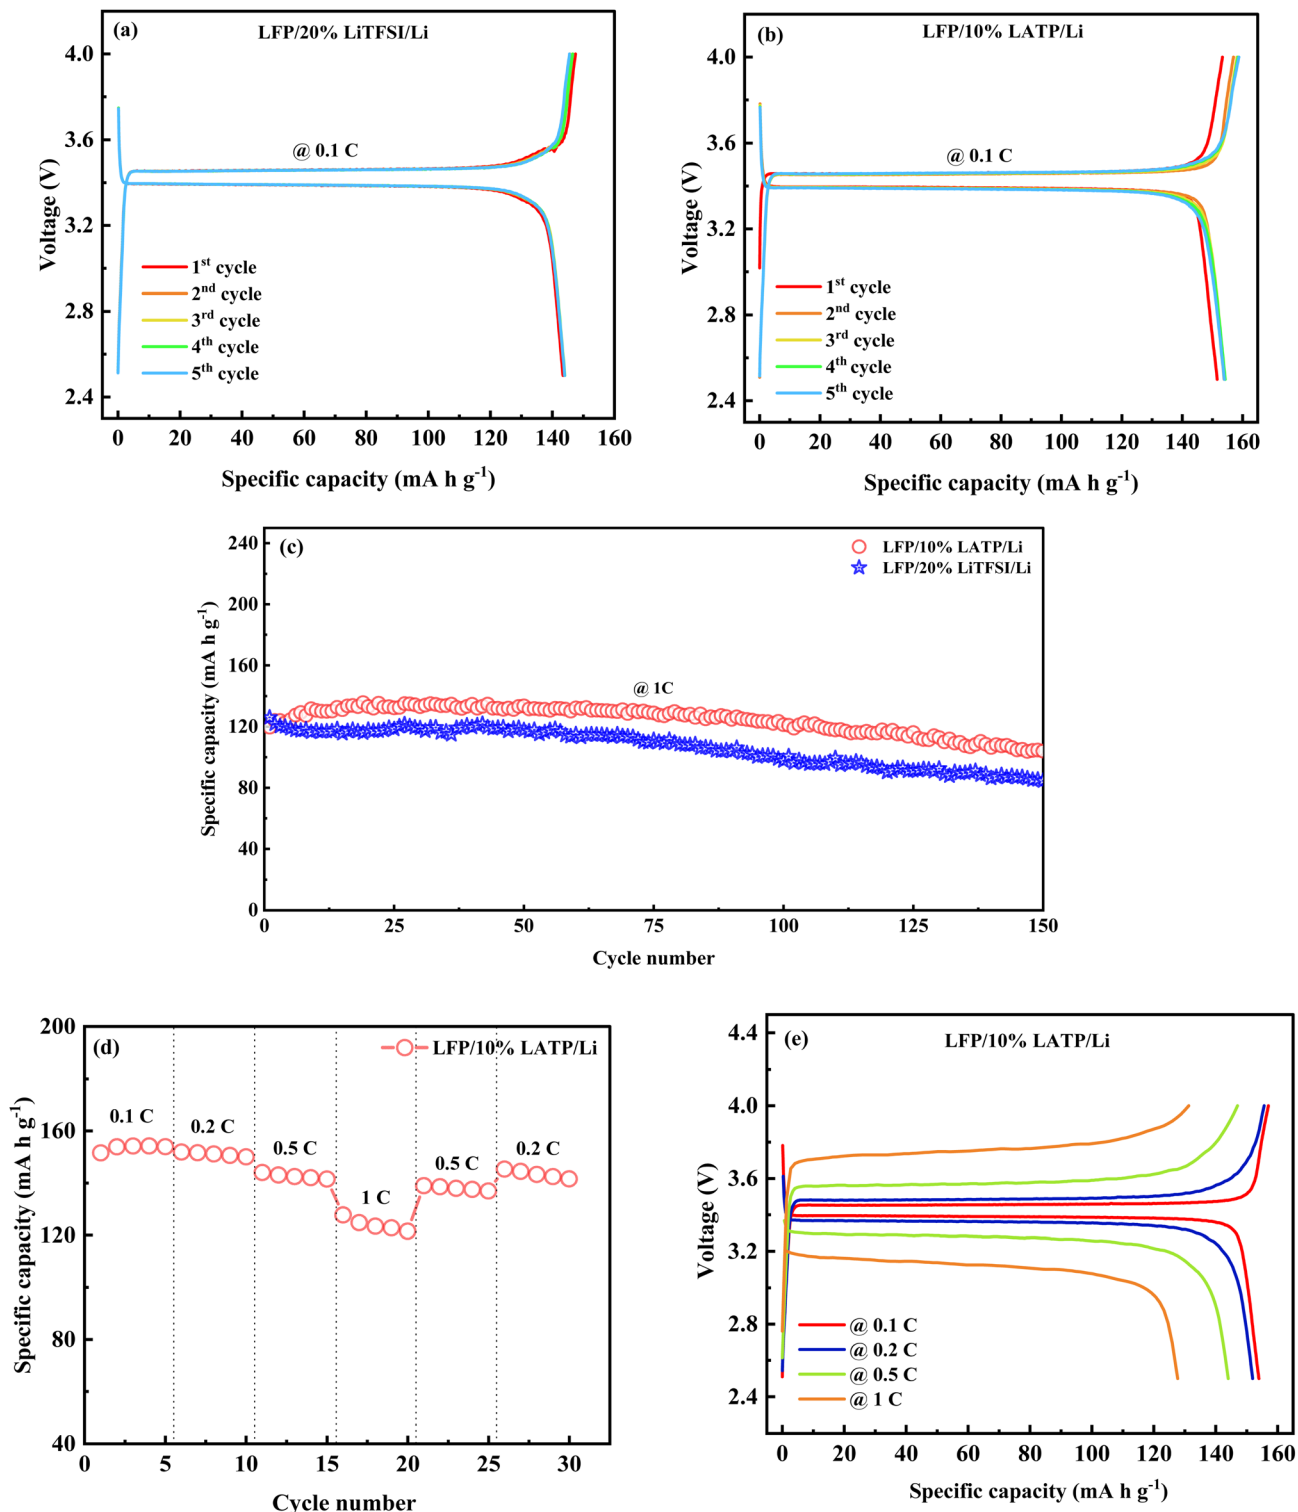 (a)
LFP/20% LiTFSI/Li
4.0
3.6
3.2
2.8
2.4
Voltage (V)
@ 0.1 C
1st cycle
2nd cycle
3rd cycle
4th cycle
5th cycle
0 20 40 60 80 100 120 140 160
Specific capacity (mA h g-1)
(b)
LFP/10% LATP/Li
4.0
3.6
3.2
2.8
2.4
Voltage (V)
@ 0.1 C
1st cycle
2nd cycle
3rd cycle
4th cycle
5th cycle
0 20 40 60 80 100 120 140 160
Specific capacity (mA h g-1)
(c)
LFP/10% LATP/Li
LFP/20% LiTFSI/Li
240
200
160
120
80
40
0
Specific capacity (mA h g-1)
@ 1C
0 25 50 75 100 125 150
Cycle number
(d)
LFP/10% LATP/Li
200
160
120
80
40
Specific capacity (mA h g-1)
0.1 C
0.2 C
0.5 C
1 C
0.5 C
0.2 C
0 5 10 15 20 25 30
Cycle number
(e)
LFP/10% LATP/Li
4.4
4.0
3.6
3.2
2.8
2.4
Voltage (V)
@ 0.1 C
@ 0.2 C
@ 0.5 C
@ 1 C
0 20 40 60 80 100 120 140 160
Specific capacity (mA h g-1)